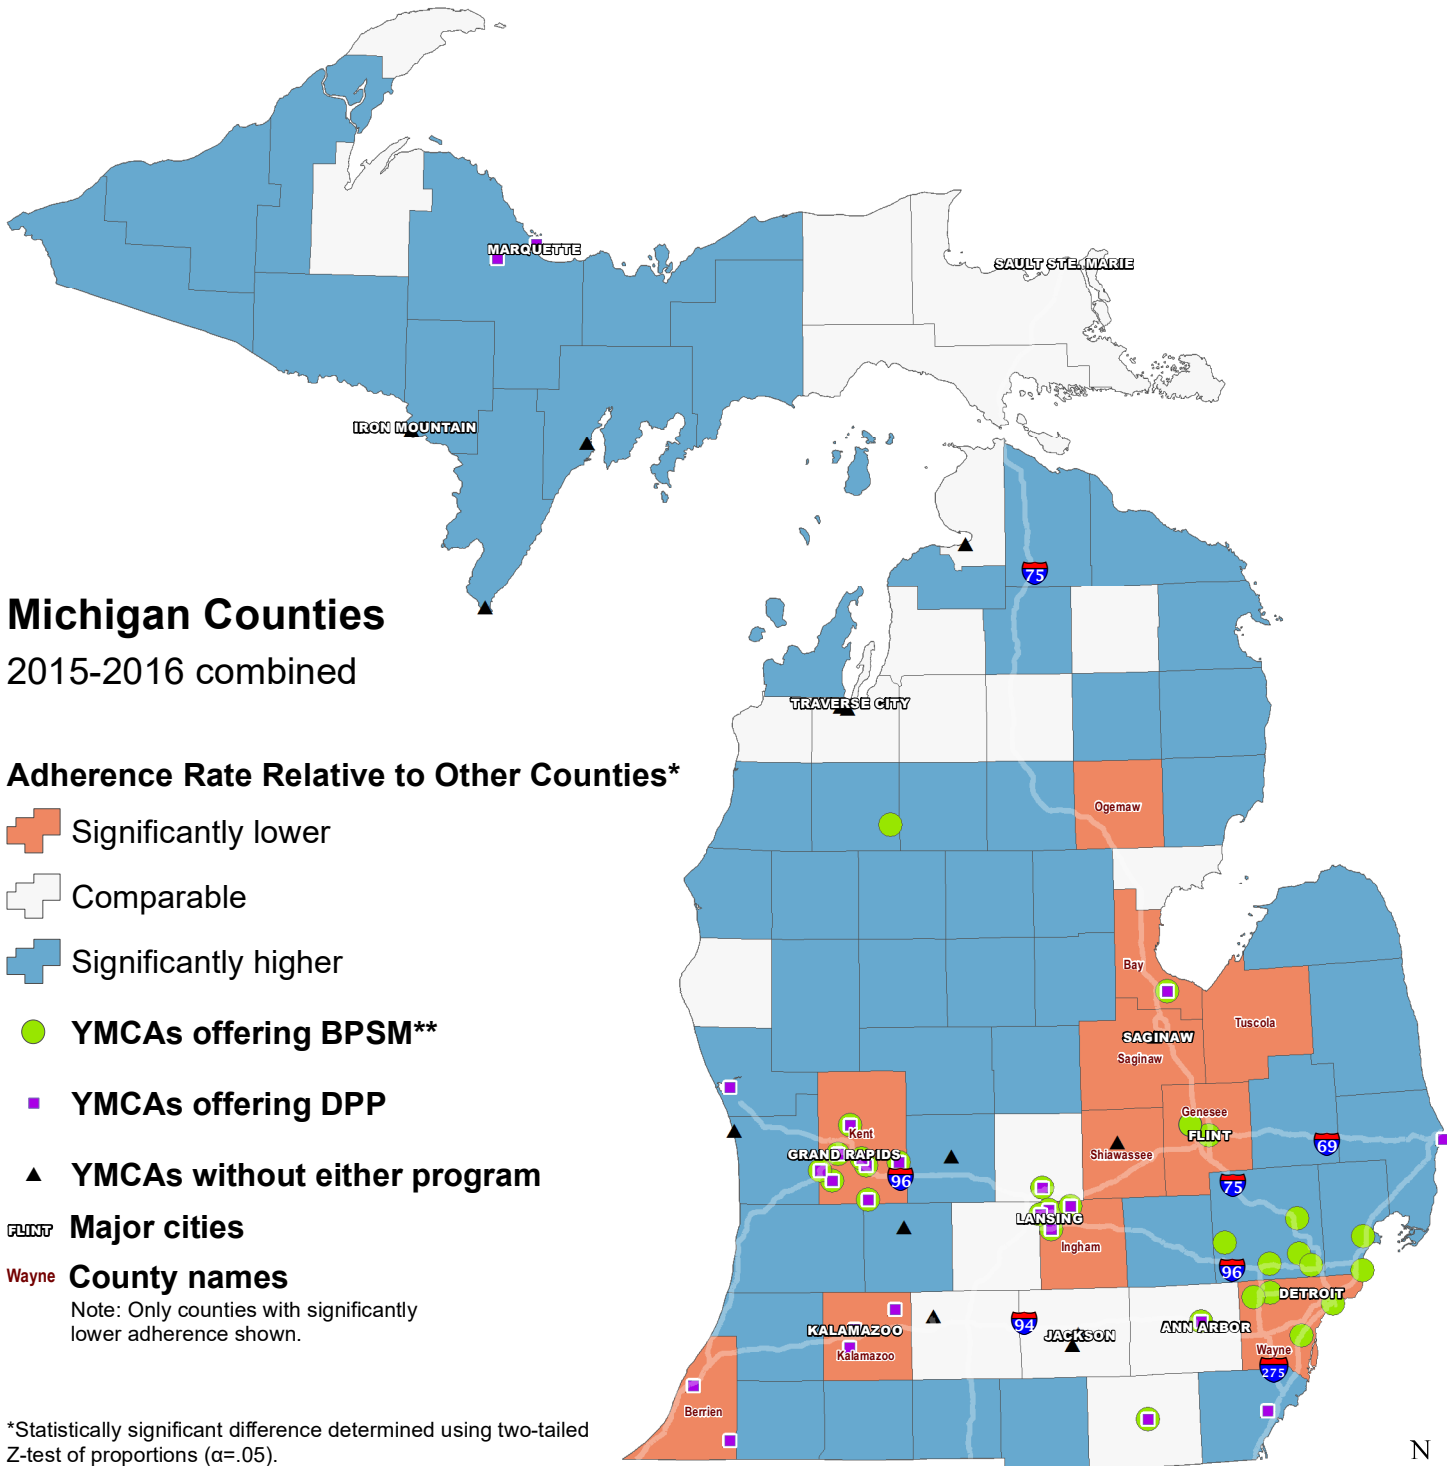 MARQUETTE
SAULT STE. MARIE
IRON MOUNTAIN
75
Michigan Counties
2015-2016 combined
TRAVERSE CITY
Adherence Rate Relative to Other Counties*
Significantly lower
Comparable
Significantly higher
YMCAs offering BPSM**
YMCAs offering DPP
YMCAs without either program
FLINT Major cities
Wayne County names
Note: Only counties with significantly
lower adherence shown.
*Statistically significant difference determined using two-tailed
Z-test of proportions (α=.05).
Ogemaw
Bay
Tuscola
SAGINAW
Saginaw
Genesee
FLINT
Kent
GRAND RAPIDS
Shiawassee
69
96
75
LANSING
Ingham
96
DETROIT
KALAMAZOO
94
JACKSON
ANN ARBOR
Kalamazoo
Wayne
275
Berrien
N